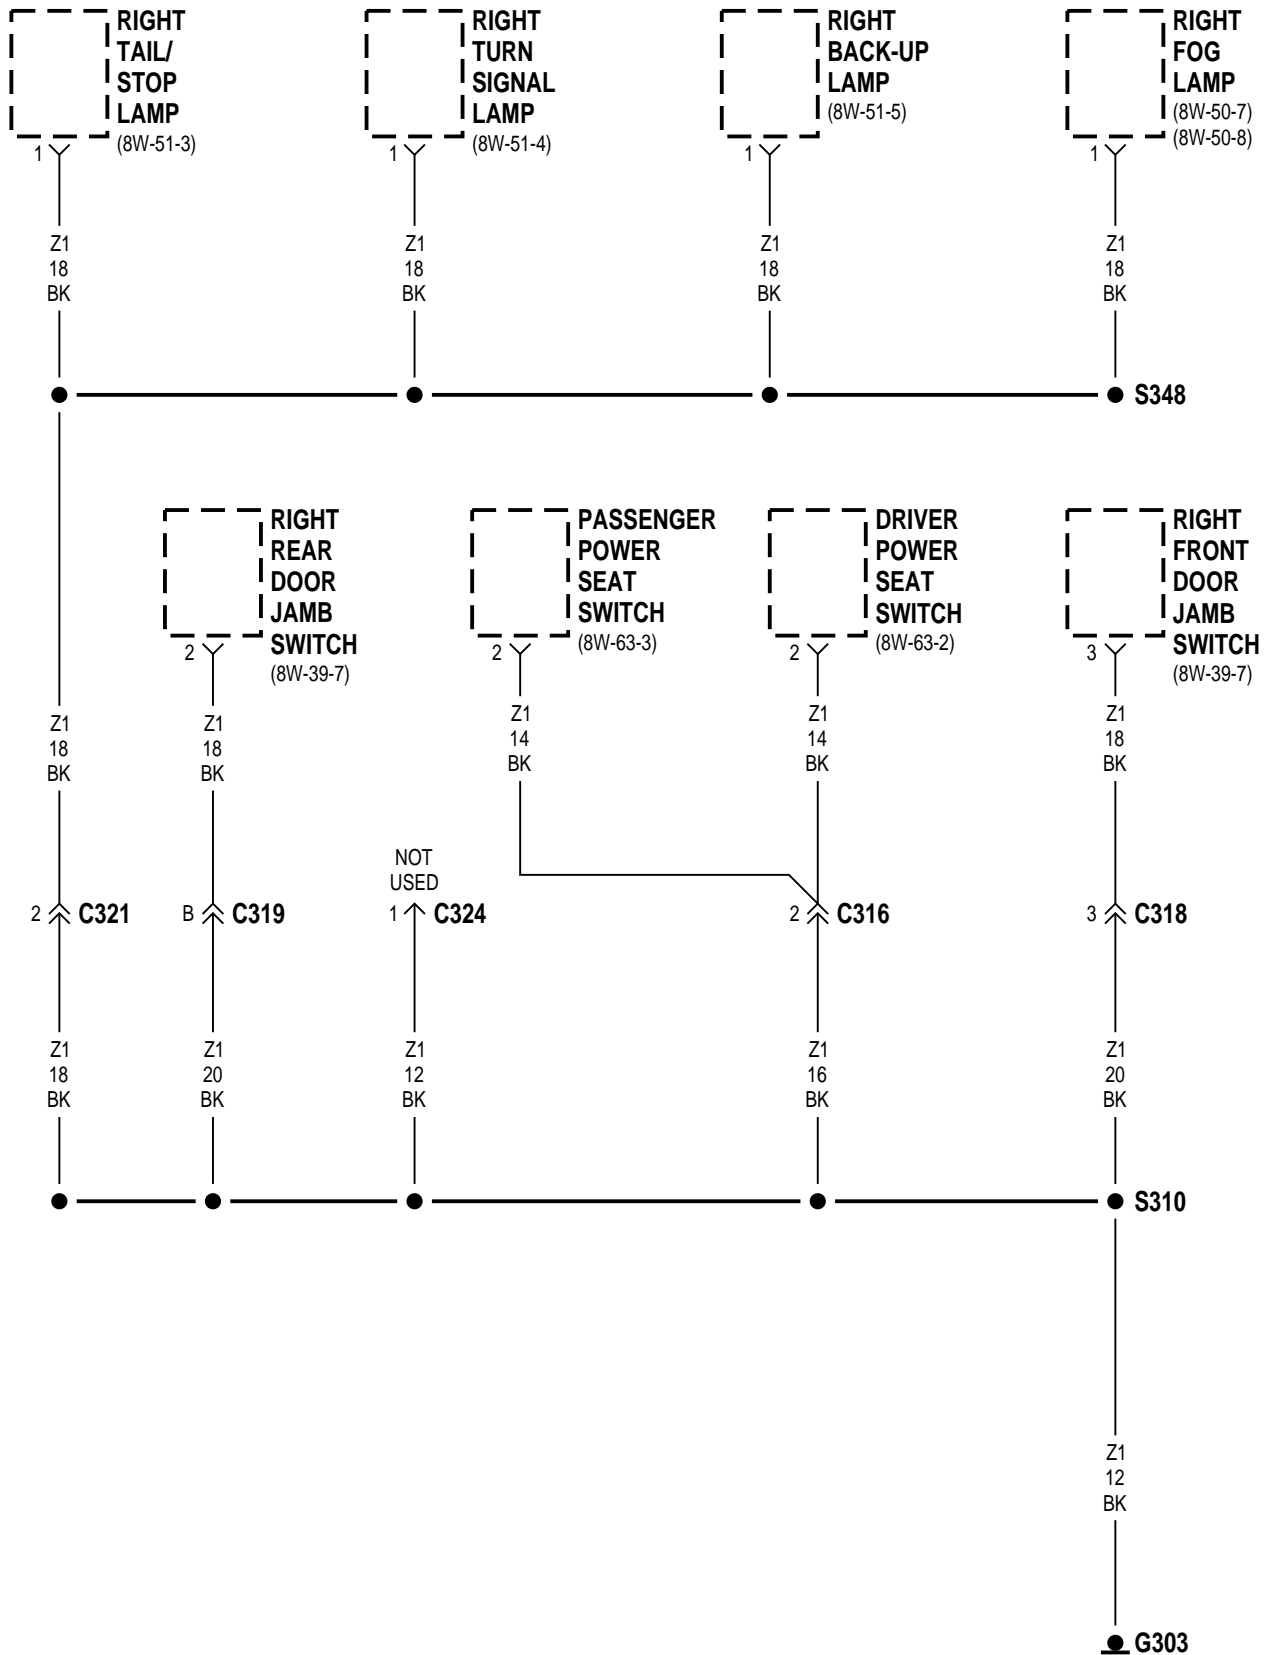 RIGHT
TAIL/
STOP
LAMP
(8W-51-3)
1
RIGHT
TURN
SIGNAL
LAMP
(8W-51-4)
1
RIGHT
BACK-UP
LAMP
(8W-51-5)
1
RIGHT
FOG
LAMP
(8W-50-7)
(8W-50-8)
1
Z1
18
BK
Z1
18
BK
Z1
18
BK
Z1
18
BK
S348
RIGHT
REAR
DOOR
JAMB
SWITCH
(8W-39-7)
2
PASSENGER
POWER
SEAT
SWITCH
(8W-63-3)
2
DRIVER
POWER
SEAT
SWITCH
(8W-63-2)
2
RIGHT
FRONT
DOOR
JAMB
SWITCH
(8W-39-7)
3
Z1
18
BK
Z1
18
BK
Z1
14
BK
Z1
14
BK
Z1
18
BK
NOT
USED
2 C321
B C319
1 C324
2 C316
3 C318
Z1
18
BK
Z1
20
BK
Z1
12
BK
Z1
16
BK
Z1
20
BK
S310
Z1
12
BK
G303